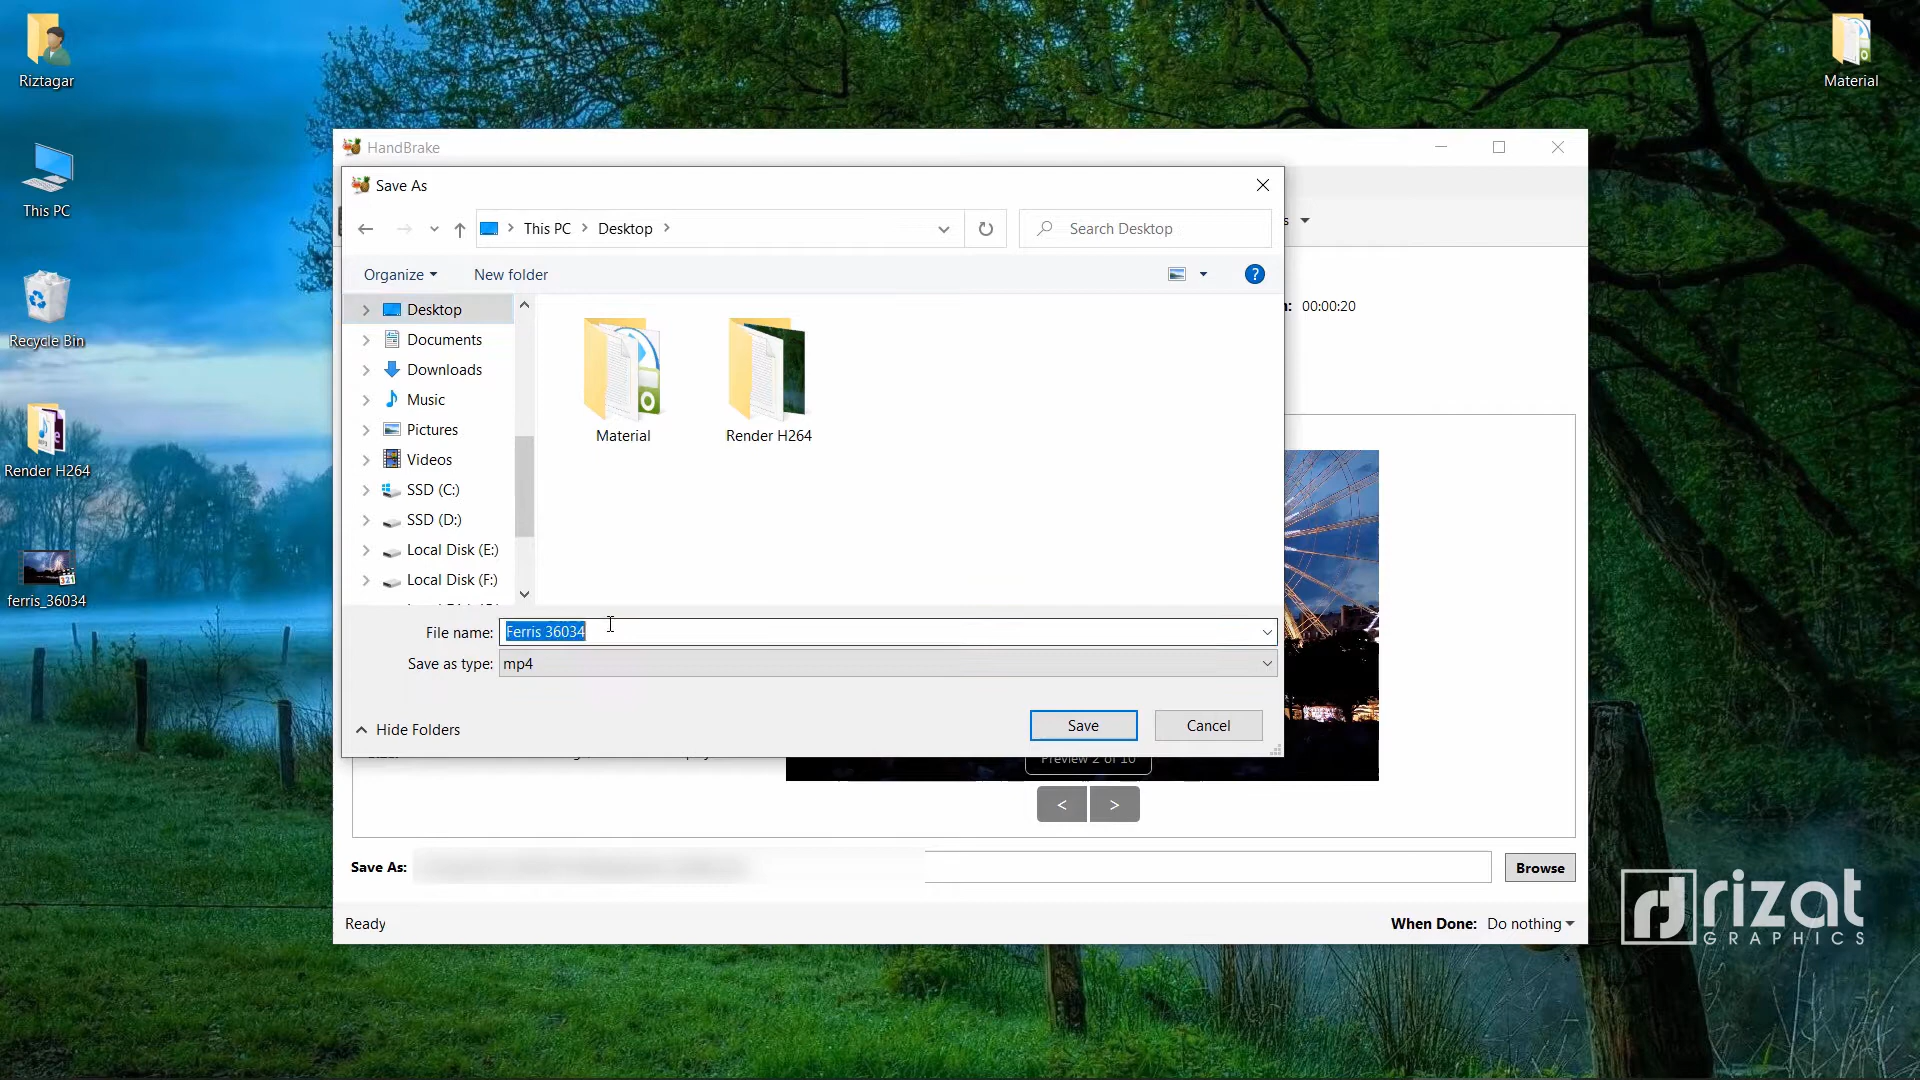 Riztagar
This PC
Recycle Bin
Render H264
ferris_36034
Material
HandBrake
Save As
This PC
Desktop
Search Desktop
Organize
New folder
Desktop
Documents
Downloads
Music
Pictures
Videos
SSD (C:)
SSD (D:)
Local Disk (E:)
Local Disk (F:)
Material
Render H264
00:00:20
File name: Ferris 36034
Save as type: mp4
Hide Folders
Save
Cancel
Preview 2 of 10
<
>
Save As:
Browse
Ready
When Done: Do nothing
rizat
GRAPHICS